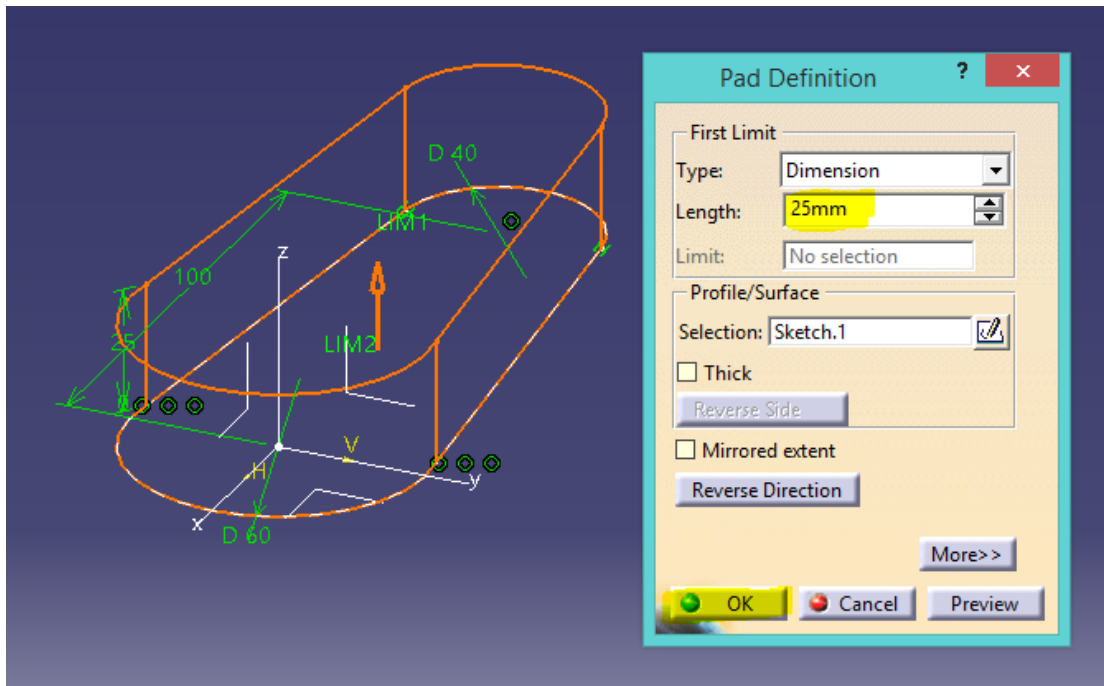 D 40
LIM1
z
100
25
LIM2
V
H
y
x
D 60
Pad Definition ? ×
First Limit
Type: Dimension
Length: 25mm
Limit: No selection
Profile/Surface
Selection: Sketch.1
Thick
Reverse Side
Mirrored extent
Reverse Direction
More>>
OK Cancel Preview